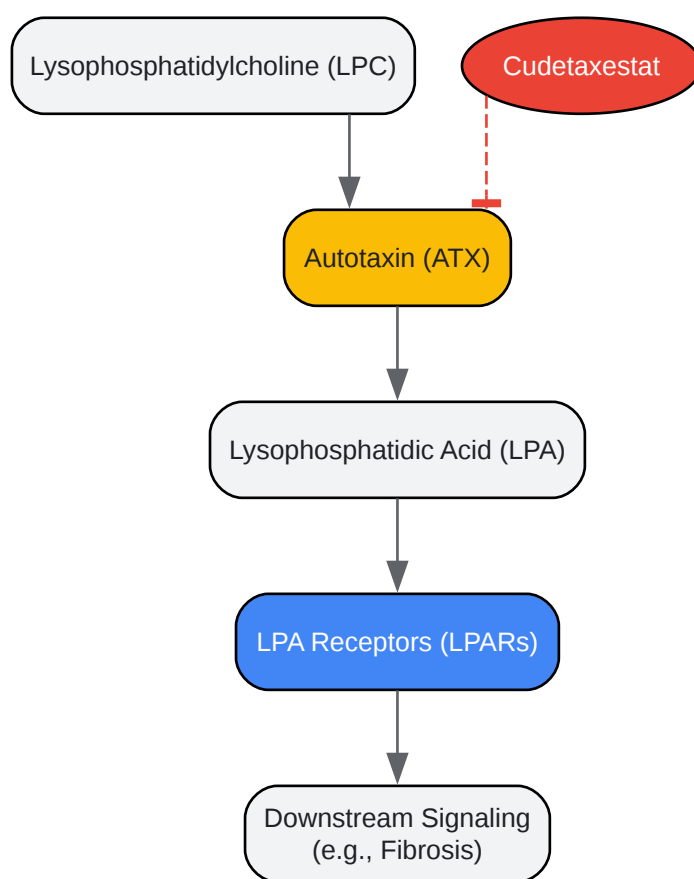 Lysophosphatidylcholine (LPC)
Cudetaxestat
Autotaxin (ATX)
Lysophosphatidic Acid (LPA)
LPA Receptors (LPARs)
Downstream Signaling
(e.g., Fibrosis)